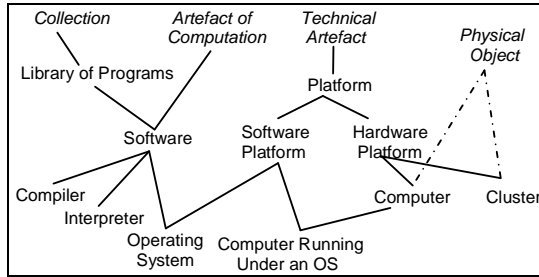 Collection
Artefact of
Computation
Technical
Artefact
Physical
Object
Library of Programs
Platform
Software
Software
Platform
Hardware
Platform
Compiler
Interpreter
Operating
System
Computer Running
Under an OS
Computer
Cluster